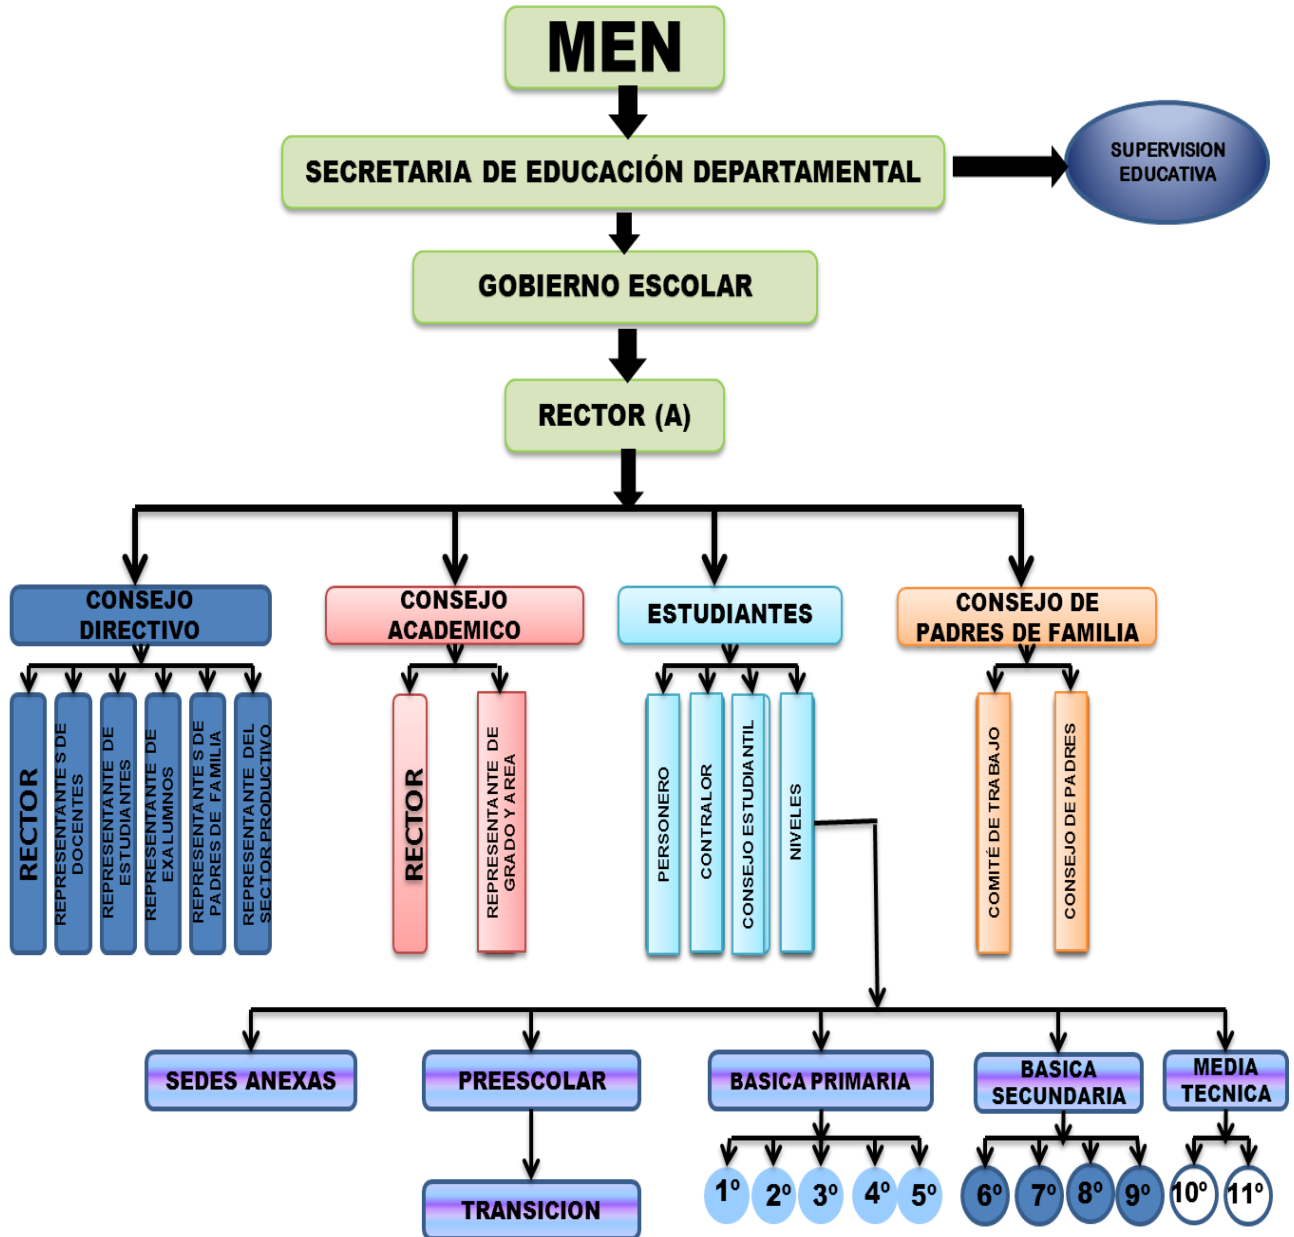 MEN
SECRETARIA DE EDUCACIÓN DEPARTAMENTAL
SUPERVISION
EDUCATIVA
GOBIERNO ESCOLAR
RECTOR (A)
CONSEJO
DIRECTIVO
CONSEJO
ACADEMICO
ESTUDIANTES
CONSEJO DE
PADRES DE FAMILIA
RECTOR
REPRESENTANTE S DE
DOCENTES
REPRESENTANTE DE
ESTUDIANTES
REPRESENTANTE DE
EXALUMNOS
REPRESENTANTE S DE
PADRES DE FAMILIA
REPRESENTANTE DEL
SECTOR PRODUCTIVO
RECTOR
REPRESENTANTE DE
GRADO Y AREA
PERSONERO
CONTRALOR
CONSEJO ESTUDIANTIL
NIVELES
COMITÉ DE TRABAJO
CONSEJO DE PADRES
SEDES ANEXAS
PREESCOLAR
BASICA PRIMARIA
BASICA
SECUNDARIA
MEDIA
TECNICA
TRANSICION
1º
2º
3º
4º
5º
6º
7º
8º
9º
10º
11º